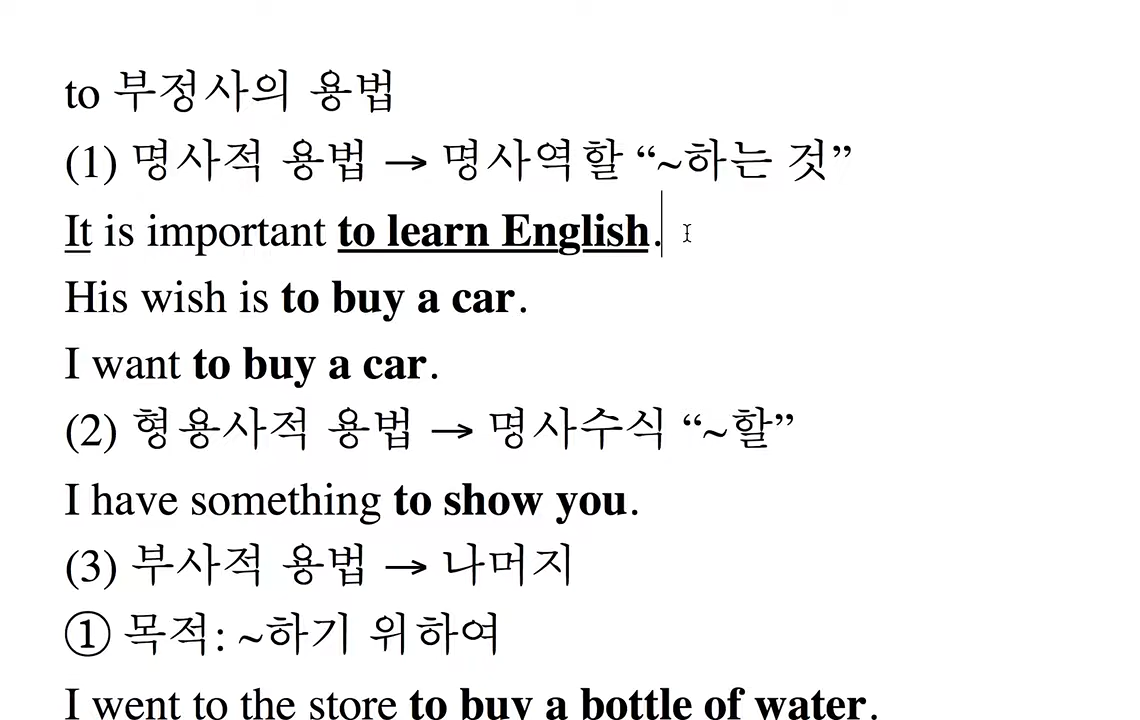 to 부정사의 용법
(1) 명사적 용법 → 명사역할 “~하는 것”
It is important to learn English.
His wish is to buy a car.
I want to buy a car.
(2) 형용사적 용법 → 명사수식 “~할”
I have something to show you.
(3) 부사적 용법 → 나머지
① 목적: ~하기 위하여
I went to the store to buy a bottle of water.